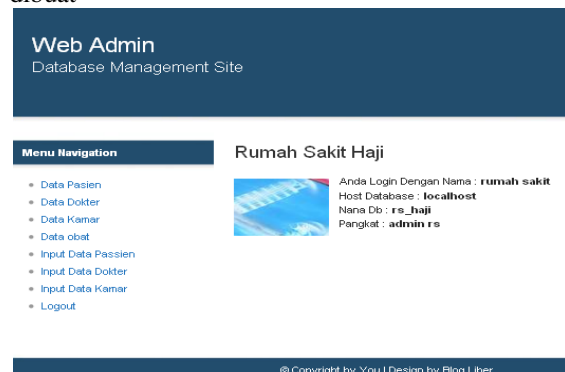 dibuat
Web Admin
Database Management Site
Menu Navigation
Data Pasien
Data Dokter
Data Kamar
Data obat
Input Data Passien
Input Data Dokter
Input Data Kamar
Logout
Rumah Sakit Haji
Anda Login Dengan Nama : rumah sakit
Host Database : localhost
Nana Db : rs_haji
Pangkat : admin rs
© Copyright by You | Design by Blog Liber